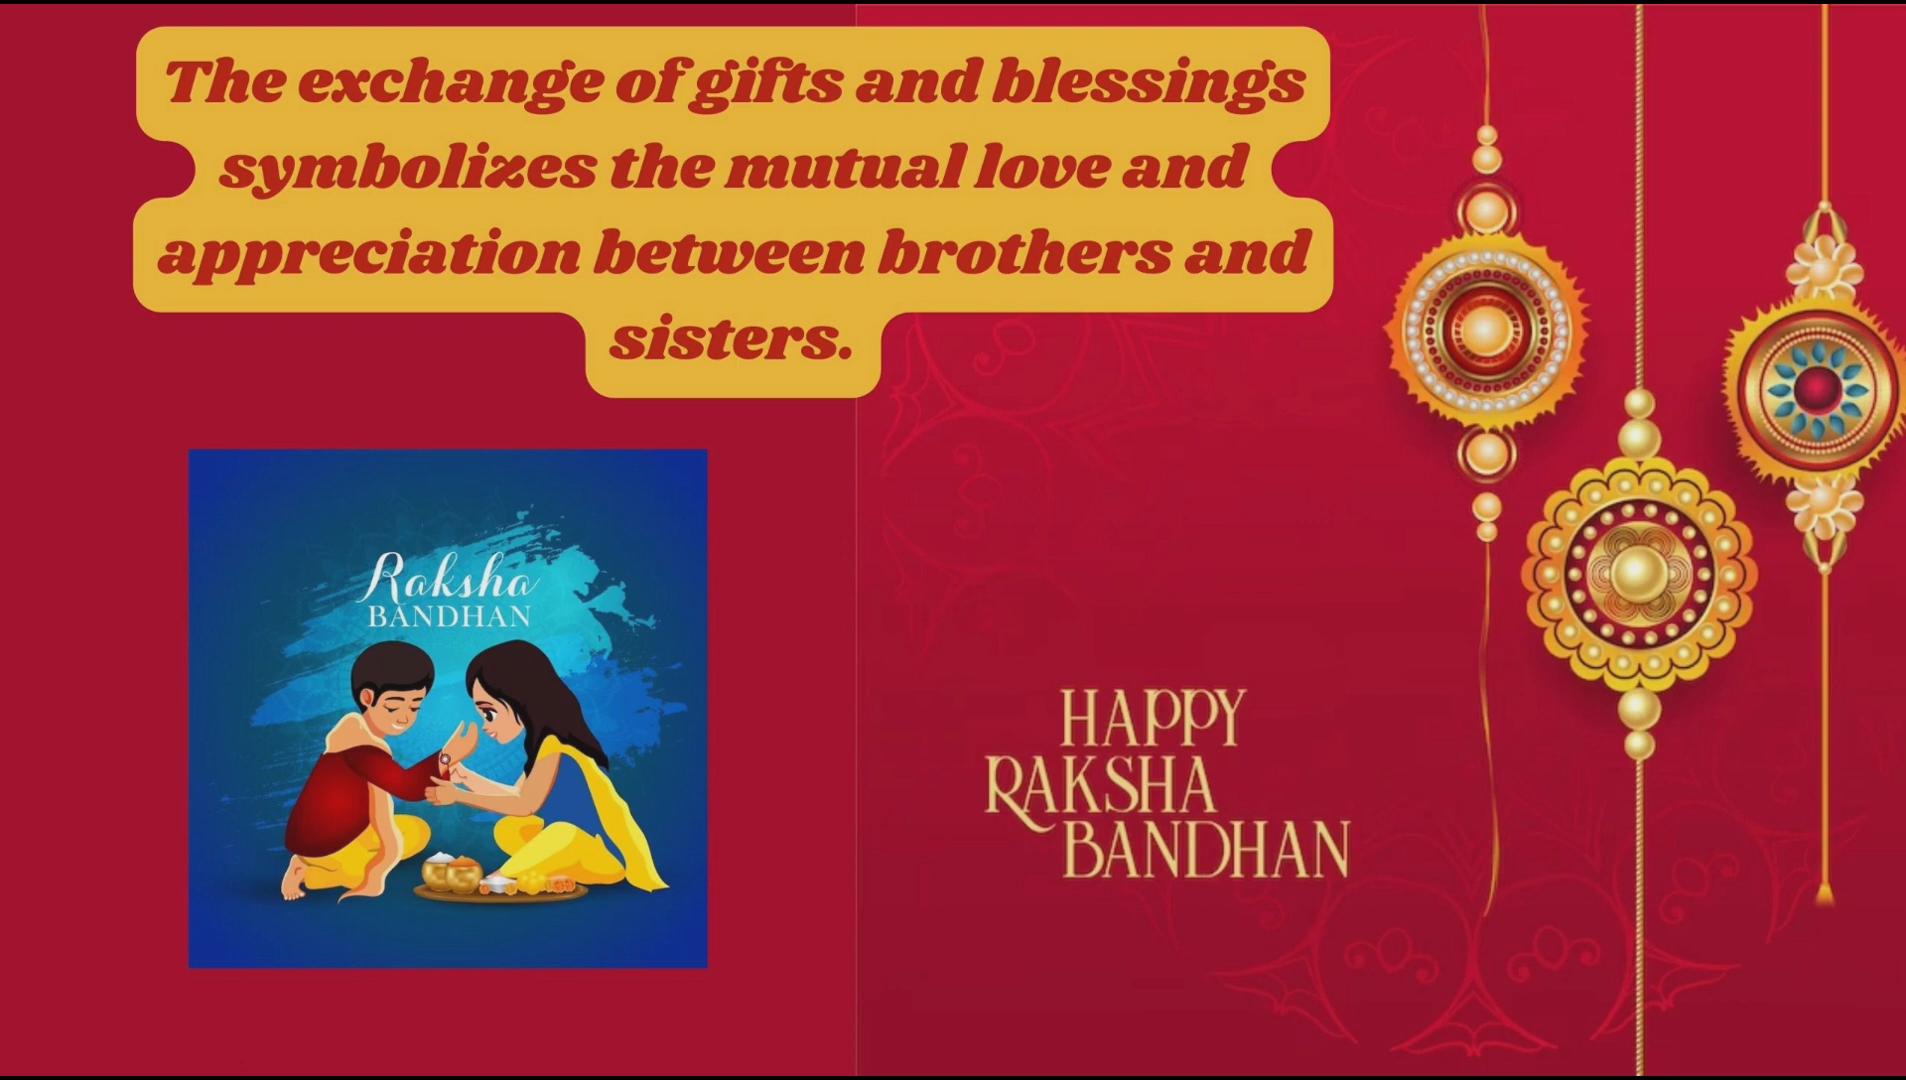 The exchange of gifts and blessings
symbolizes the mutual love and
appreciation between brothers and
sisters.
Raksha
BANDHAN
HAPPY
RAKSHA
BANDHAN